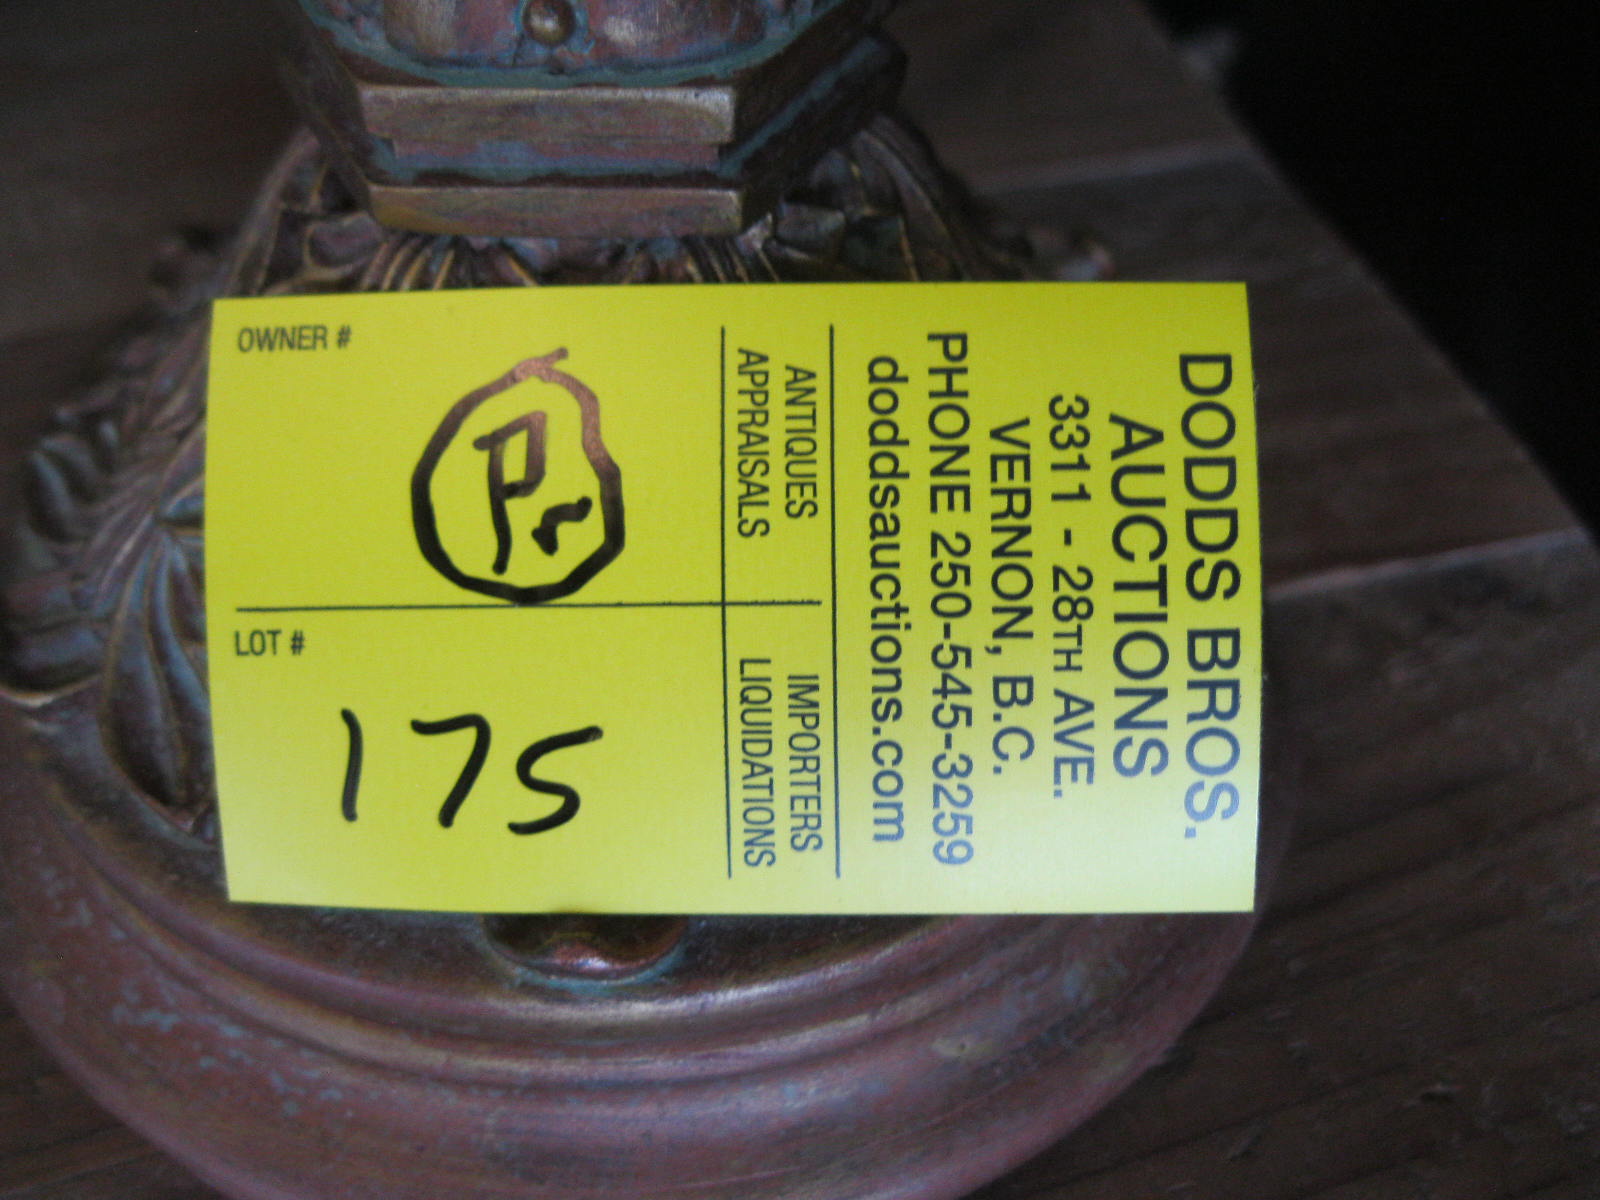 DODDS BROS.
AUCTIONS
3311 - 28TH AVE.
VERNON, B.C.
PHONE 250-545-3259
doddsauctions.com
ANTIQUES IMPORTERS
APPRAISALS LIQUIDATIONS
OWNER #
LOT #
175